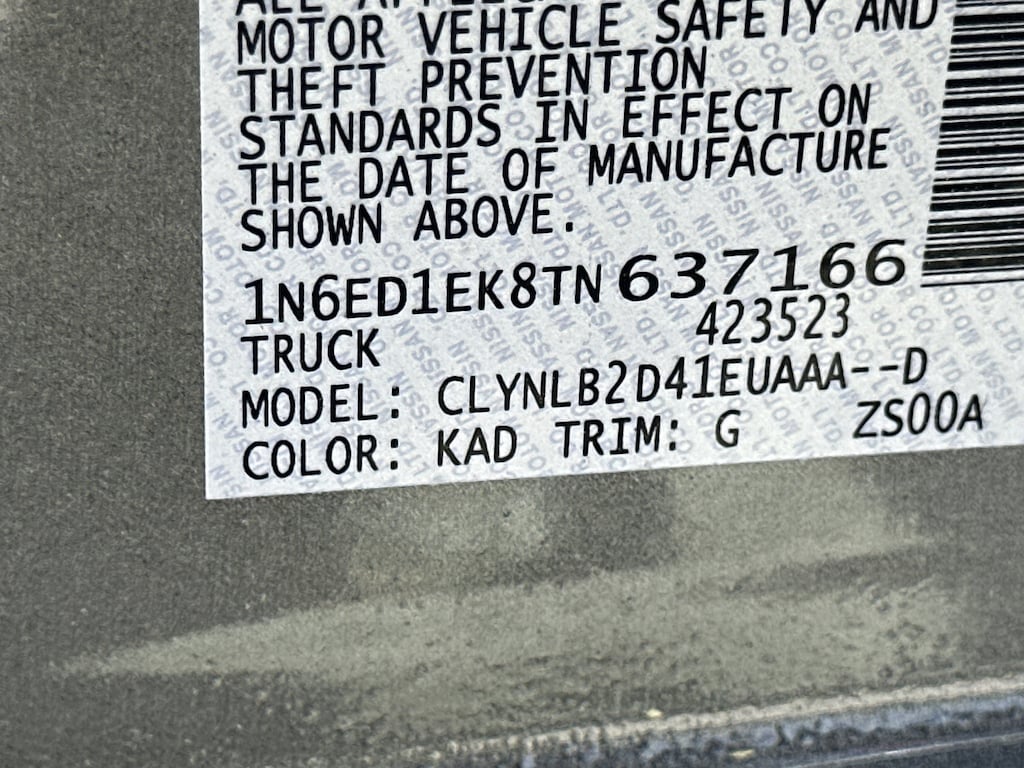 MOTOR VEHICLE SAFETY AND
THEFT PREVENTION
STANDARDS IN EFFECT ON
THE DATE OF MANUFACTURE
SHOWN ABOVE.
1N6ED1EK8TN637166
TRUCK 423523
MODEL: CLYNLB2D41EUAAA--D
COLOR: KAD TRIM: G ZS00A